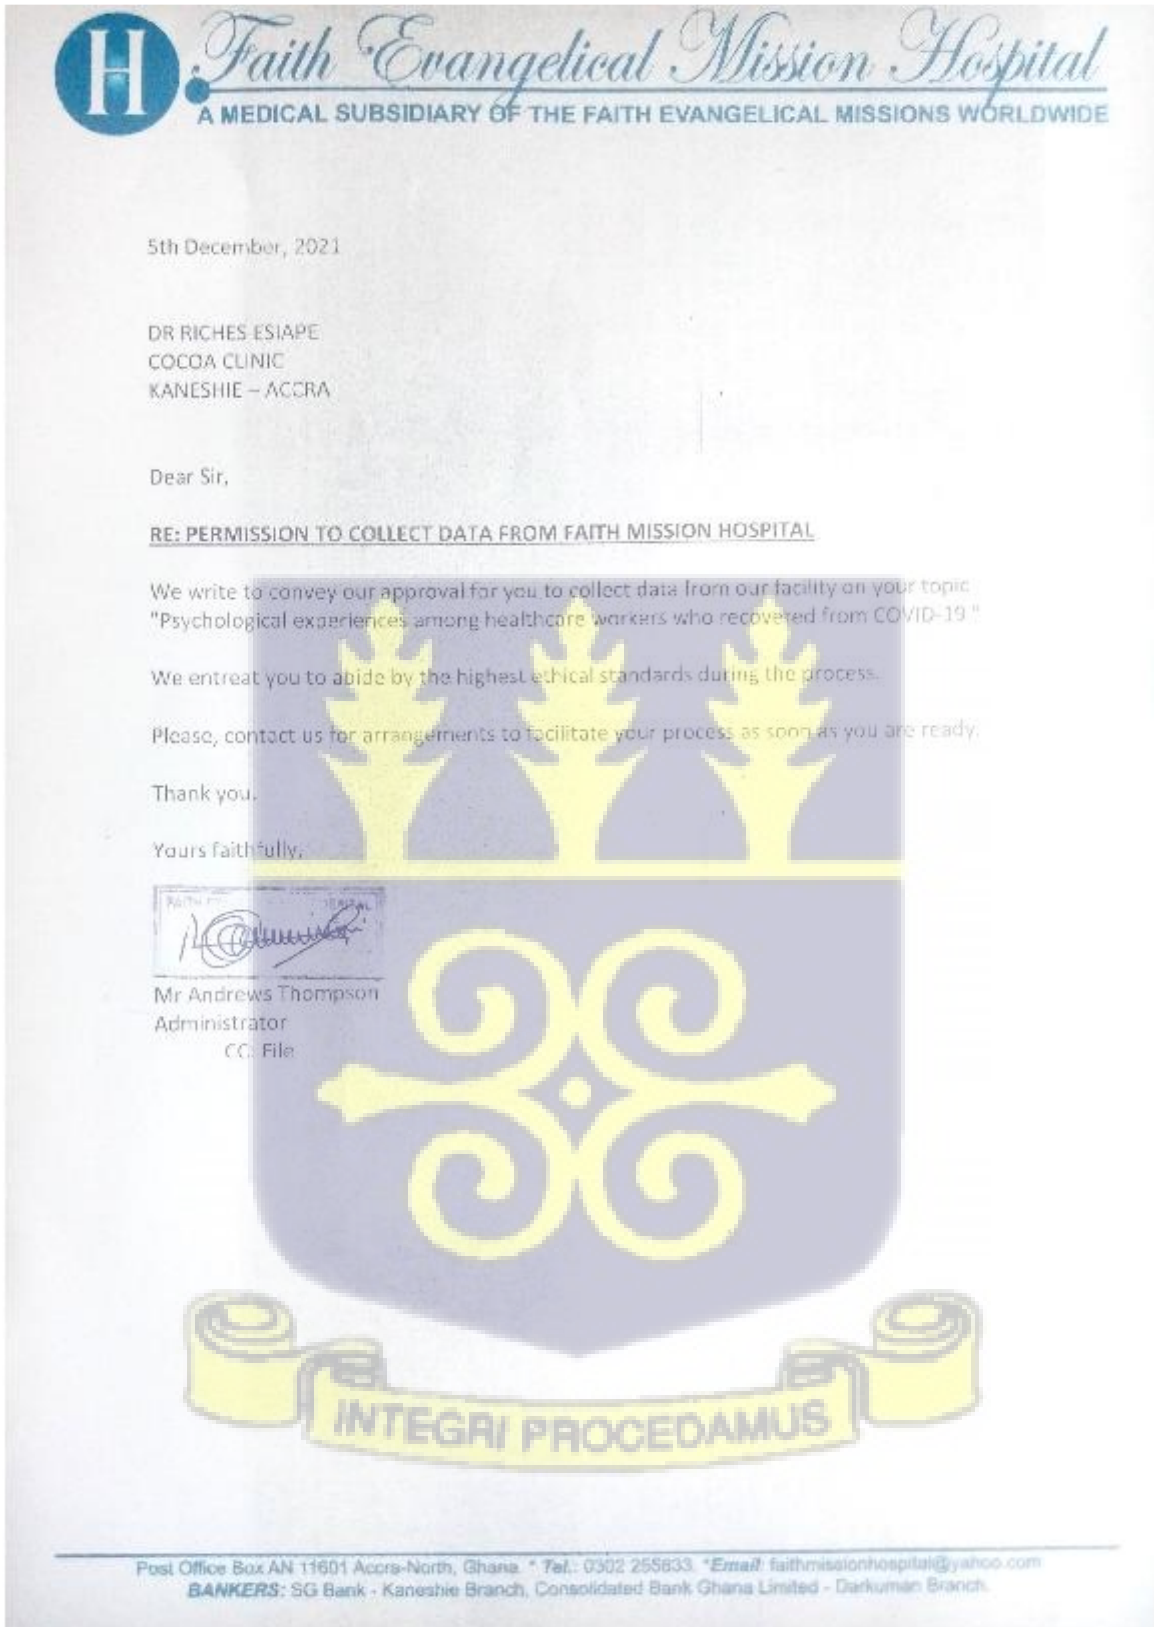 H
Faith Evangelical Mission Hospital
A MEDICAL SUBSIDIARY OF THE FAITH EVANGELICAL MISSIONS WORLDWIDE
5th December, 2021
DR RICHES ESIAPE
COCOA CLINIC
KANESHIE – ACCRA
Dear Sir,
RE: PERMISSION TO COLLECT DATA FROM FAITH MISSION HOSPITAL
We write to convey our approval for you to collect data from our facility on your topic
"Psychological experiences among healthcare workers who recovered from COVID-19 "
We entreat you to abide by the highest ethical standards during the process.
Please, contact us for arrangements to facilitate your process as soon as you are ready.
Thank you.
Yours faithfully,
FAITH
Mr Andrews Thompson
Administrator
CC: File
INTEGRI PROCEDAMUS
Post Office Box AN 11601 Accra-North, Ghana. * Tel.: 0302 255633. *Email: faithmissionhospital@yahoo.com
BANKERS: SG Bank - Kaneshie Branch, Consolidated Bank Ghana Limited - Darkuman Branch.